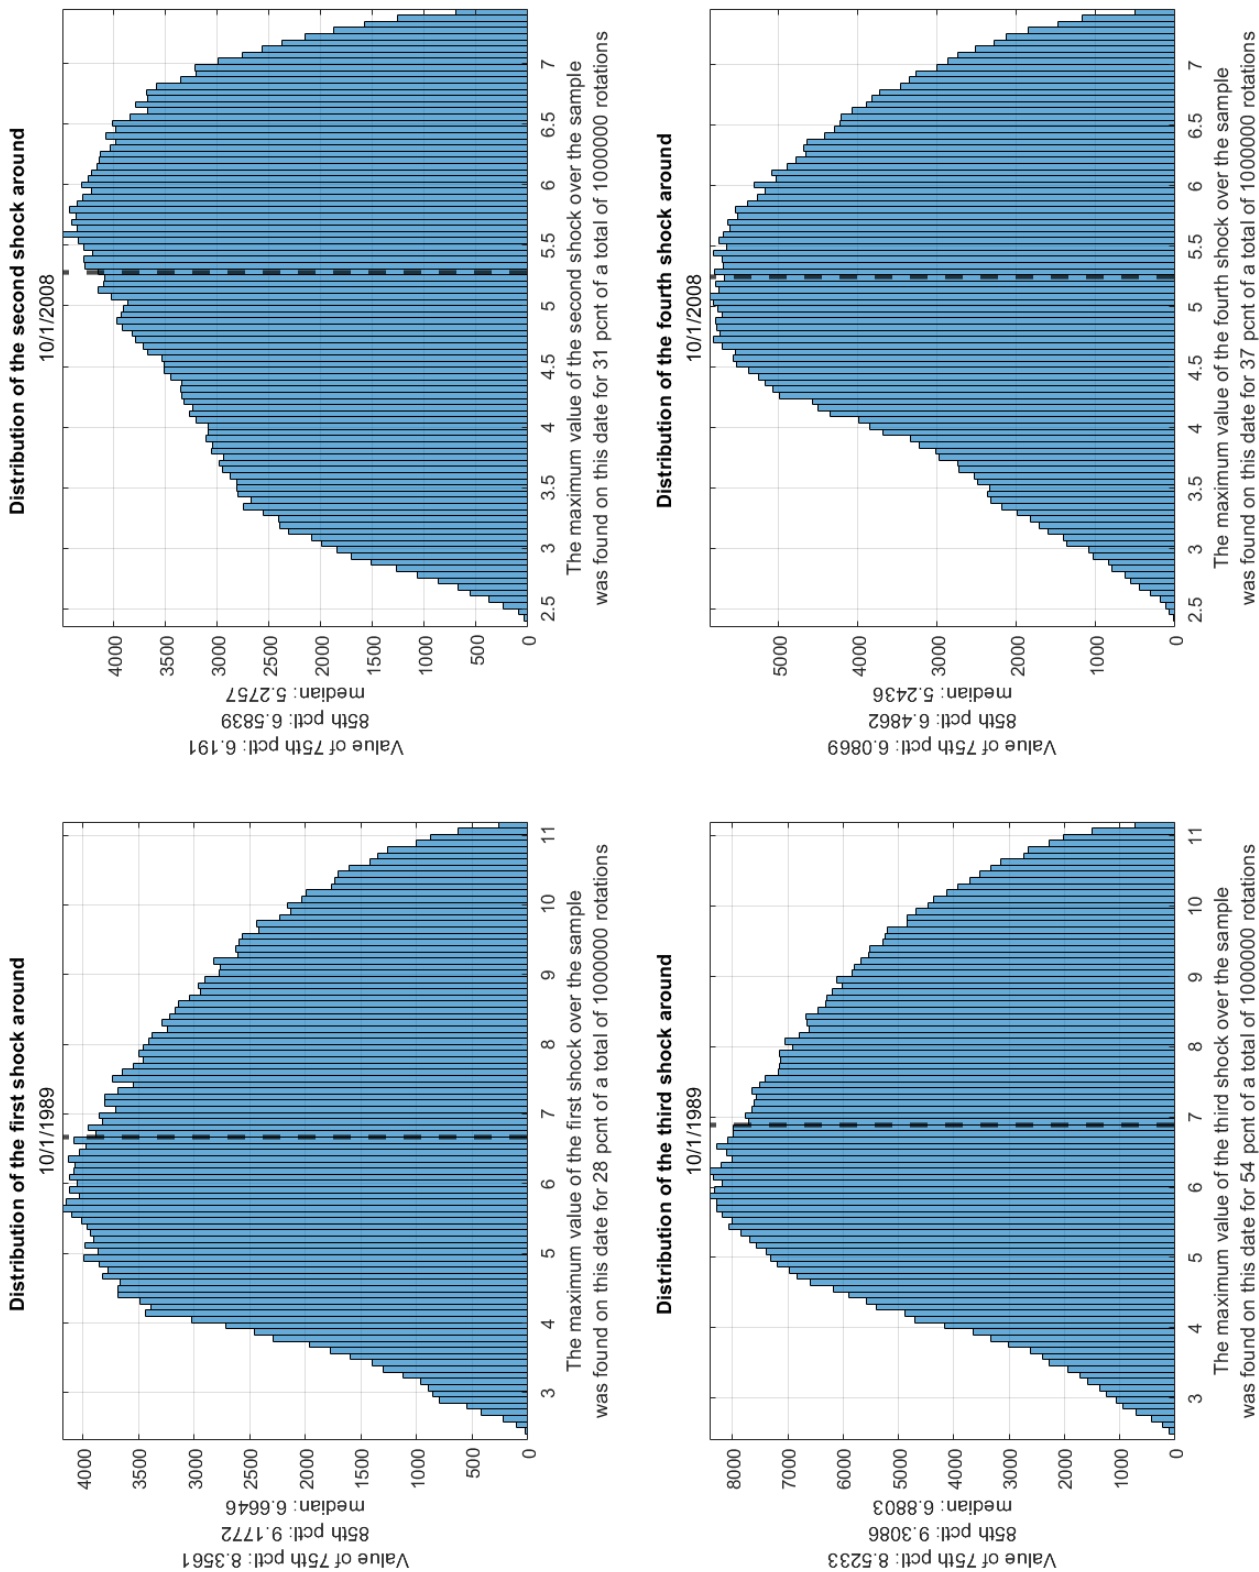 Distribution of the first shock around
10/1/1989
Value of 75th pctl: 8.3561
85th pctl: 9.1772
median: 6.6646
4000
3500
3000
2500
2000
1500
1000
500
0
3 4 5 6 7 8 9 10 11
The maximum value of the first shock over the sample
was found on this date for 28 pcnt of a total of 1000000 rotations
Distribution of the second shock around
10/1/2008
Value of 75th pctl: 6.191
85th pctl: 6.5839
median: 5.2757
4000
3500
3000
2500
2000
1500
1000
500
0
2.5 3 3.5 4 4.5 5 5.5 6 6.5 7
The maximum value of the second shock over the sample
was found on this date for 31 pcnt of a total of 1000000 rotations
Distribution of the third shock around
10/1/1989
Value of 75th pctl: 8.5233
85th pctl: 9.3086
median: 6.8803
8000
7000
6000
5000
4000
3000
2000
1000
0
3 4 5 6 7 8 9 10 11
The maximum value of the third shock over the sample
was found on this date for 54 pcnt of a total of 1000000 rotations
Distribution of the fourth shock around
10/1/2008
Value of 75th pctl: 6.0869
85th pctl: 6.4862
median: 5.2436
5000
4000
3000
2000
1000
0
2.5 3 3.5 4 4.5 5 5.5 6 6.5 7
The maximum value of the fourth shock over the sample
was found on this date for 37 pcnt of a total of 1000000 rotations